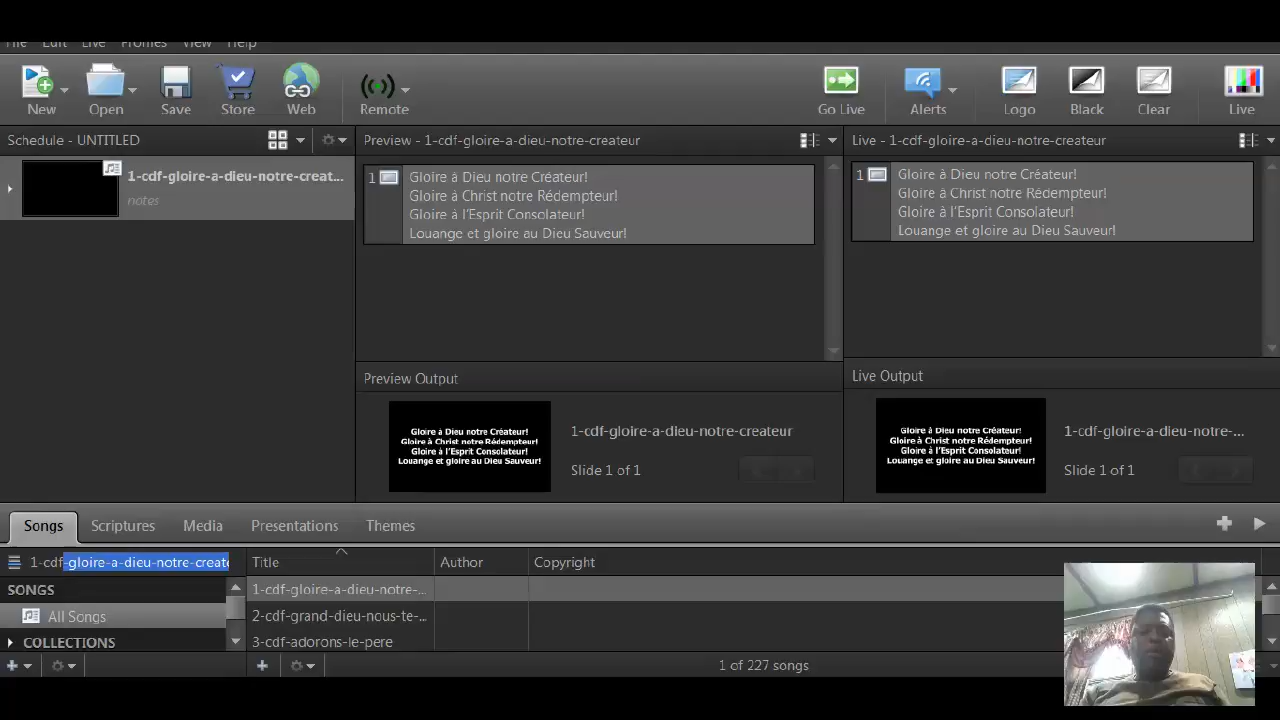 File Edit Live Profiles View Help
New Open Save Store Web Remote Go Live Alerts Logo Black Clear Live
Schedule - UNTITLED
1-cdf-gloire-a-dieu-notre-creat...
notes
Preview - 1-cdf-gloire-a-dieu-notre-createur
1
Gloire à Dieu notre Créateur!
Gloire à Christ notre Rédempteur!
Gloire à l'Esprit Consolateur!
Louange et gloire au Dieu Sauveur!
Live - 1-cdf-gloire-a-dieu-notre-createur
1
Gloire à Dieu notre Créateur!
Gloire à Christ notre Rédempteur!
Gloire à l'Esprit Consolateur!
Louange et gloire au Dieu Sauveur!
Preview Output
Gloire à Dieu notre Créateur!
Gloire à Christ notre Rédempteur!
Gloire à l'Esprit Consolateur!
Louange et gloire au Dieu Sauveur!
1-cdf-gloire-a-dieu-notre-createur
Slide 1 of 1
Live Output
Gloire à Dieu notre Créateur!
Gloire à Christ notre Rédempteur!
Gloire à l'Esprit Consolateur!
Louange et gloire au Dieu Sauveur!
1-cdf-gloire-a-dieu-notre-...
Slide 1 of 1
Songs Scriptures Media Presentations Themes
1-cdf-gloire-a-dieu-notre-create
SONGS
All Songs
COLLECTIONS
Title Author Copyright
1-cdf-gloire-a-dieu-notre-...
2-cdf-grand-dieu-nous-te-...
3-cdf-adorons-le-pere
1 of 227 songs